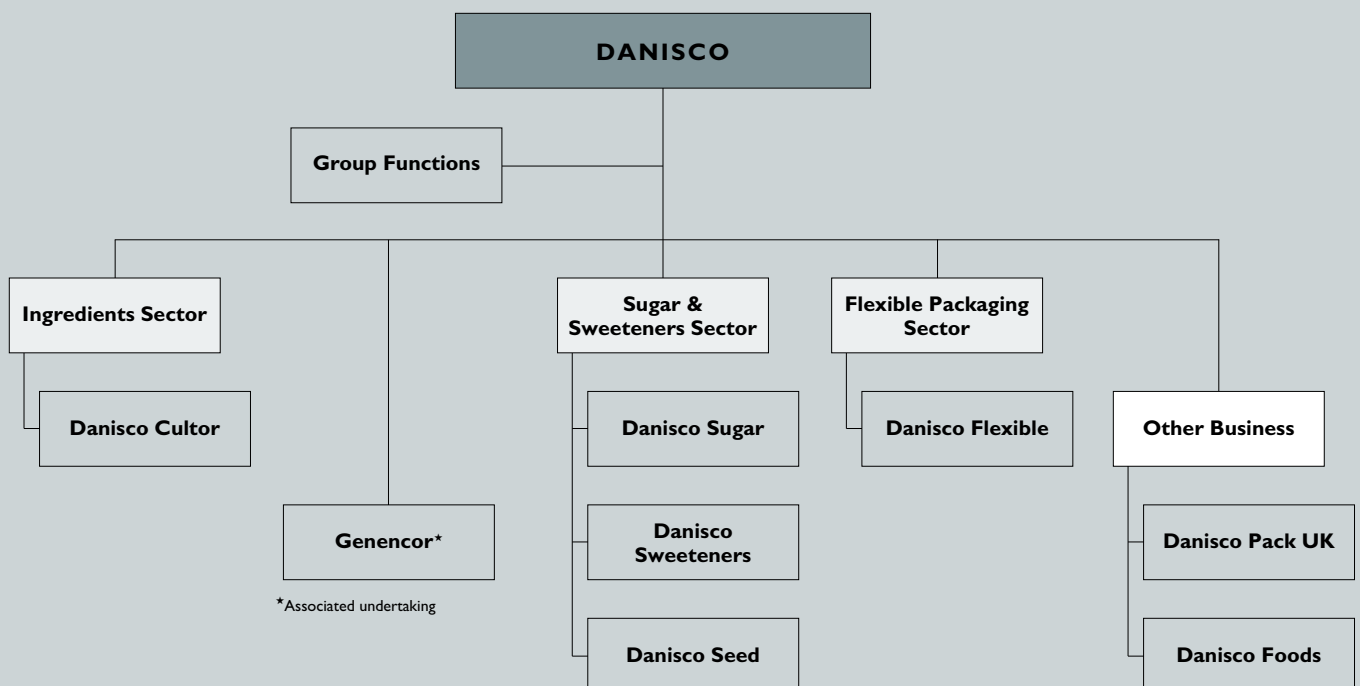 DANISCO
Group Functions
Ingredients Sector
Sugar &
Sweeteners Sector
Flexible Packaging
Sector
Danisco Cultor
Danisco Sugar
Danisco Flexible
Other Business
Genencor★
Danisco
Sweeteners
Danisco Pack UK
★Associated undertaking
Danisco Seed
Danisco Foods